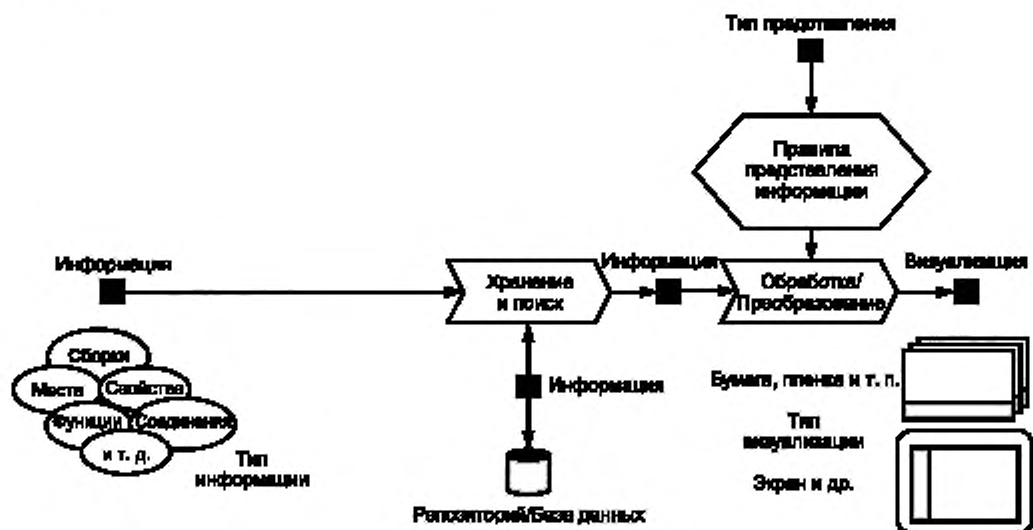 Тип предотвления
Правила
представления
информации
Информация
Хранение
и поиск
Информация
Обработка/
Преобразование
Визуализация
Сборки
Места
Свойства
Функции
Соединения
и т. д.
Тип
информации
Информация
Репозиторий/База данных
Бумага, пленка и т. п.
Тип
визуализации
Экран и др.